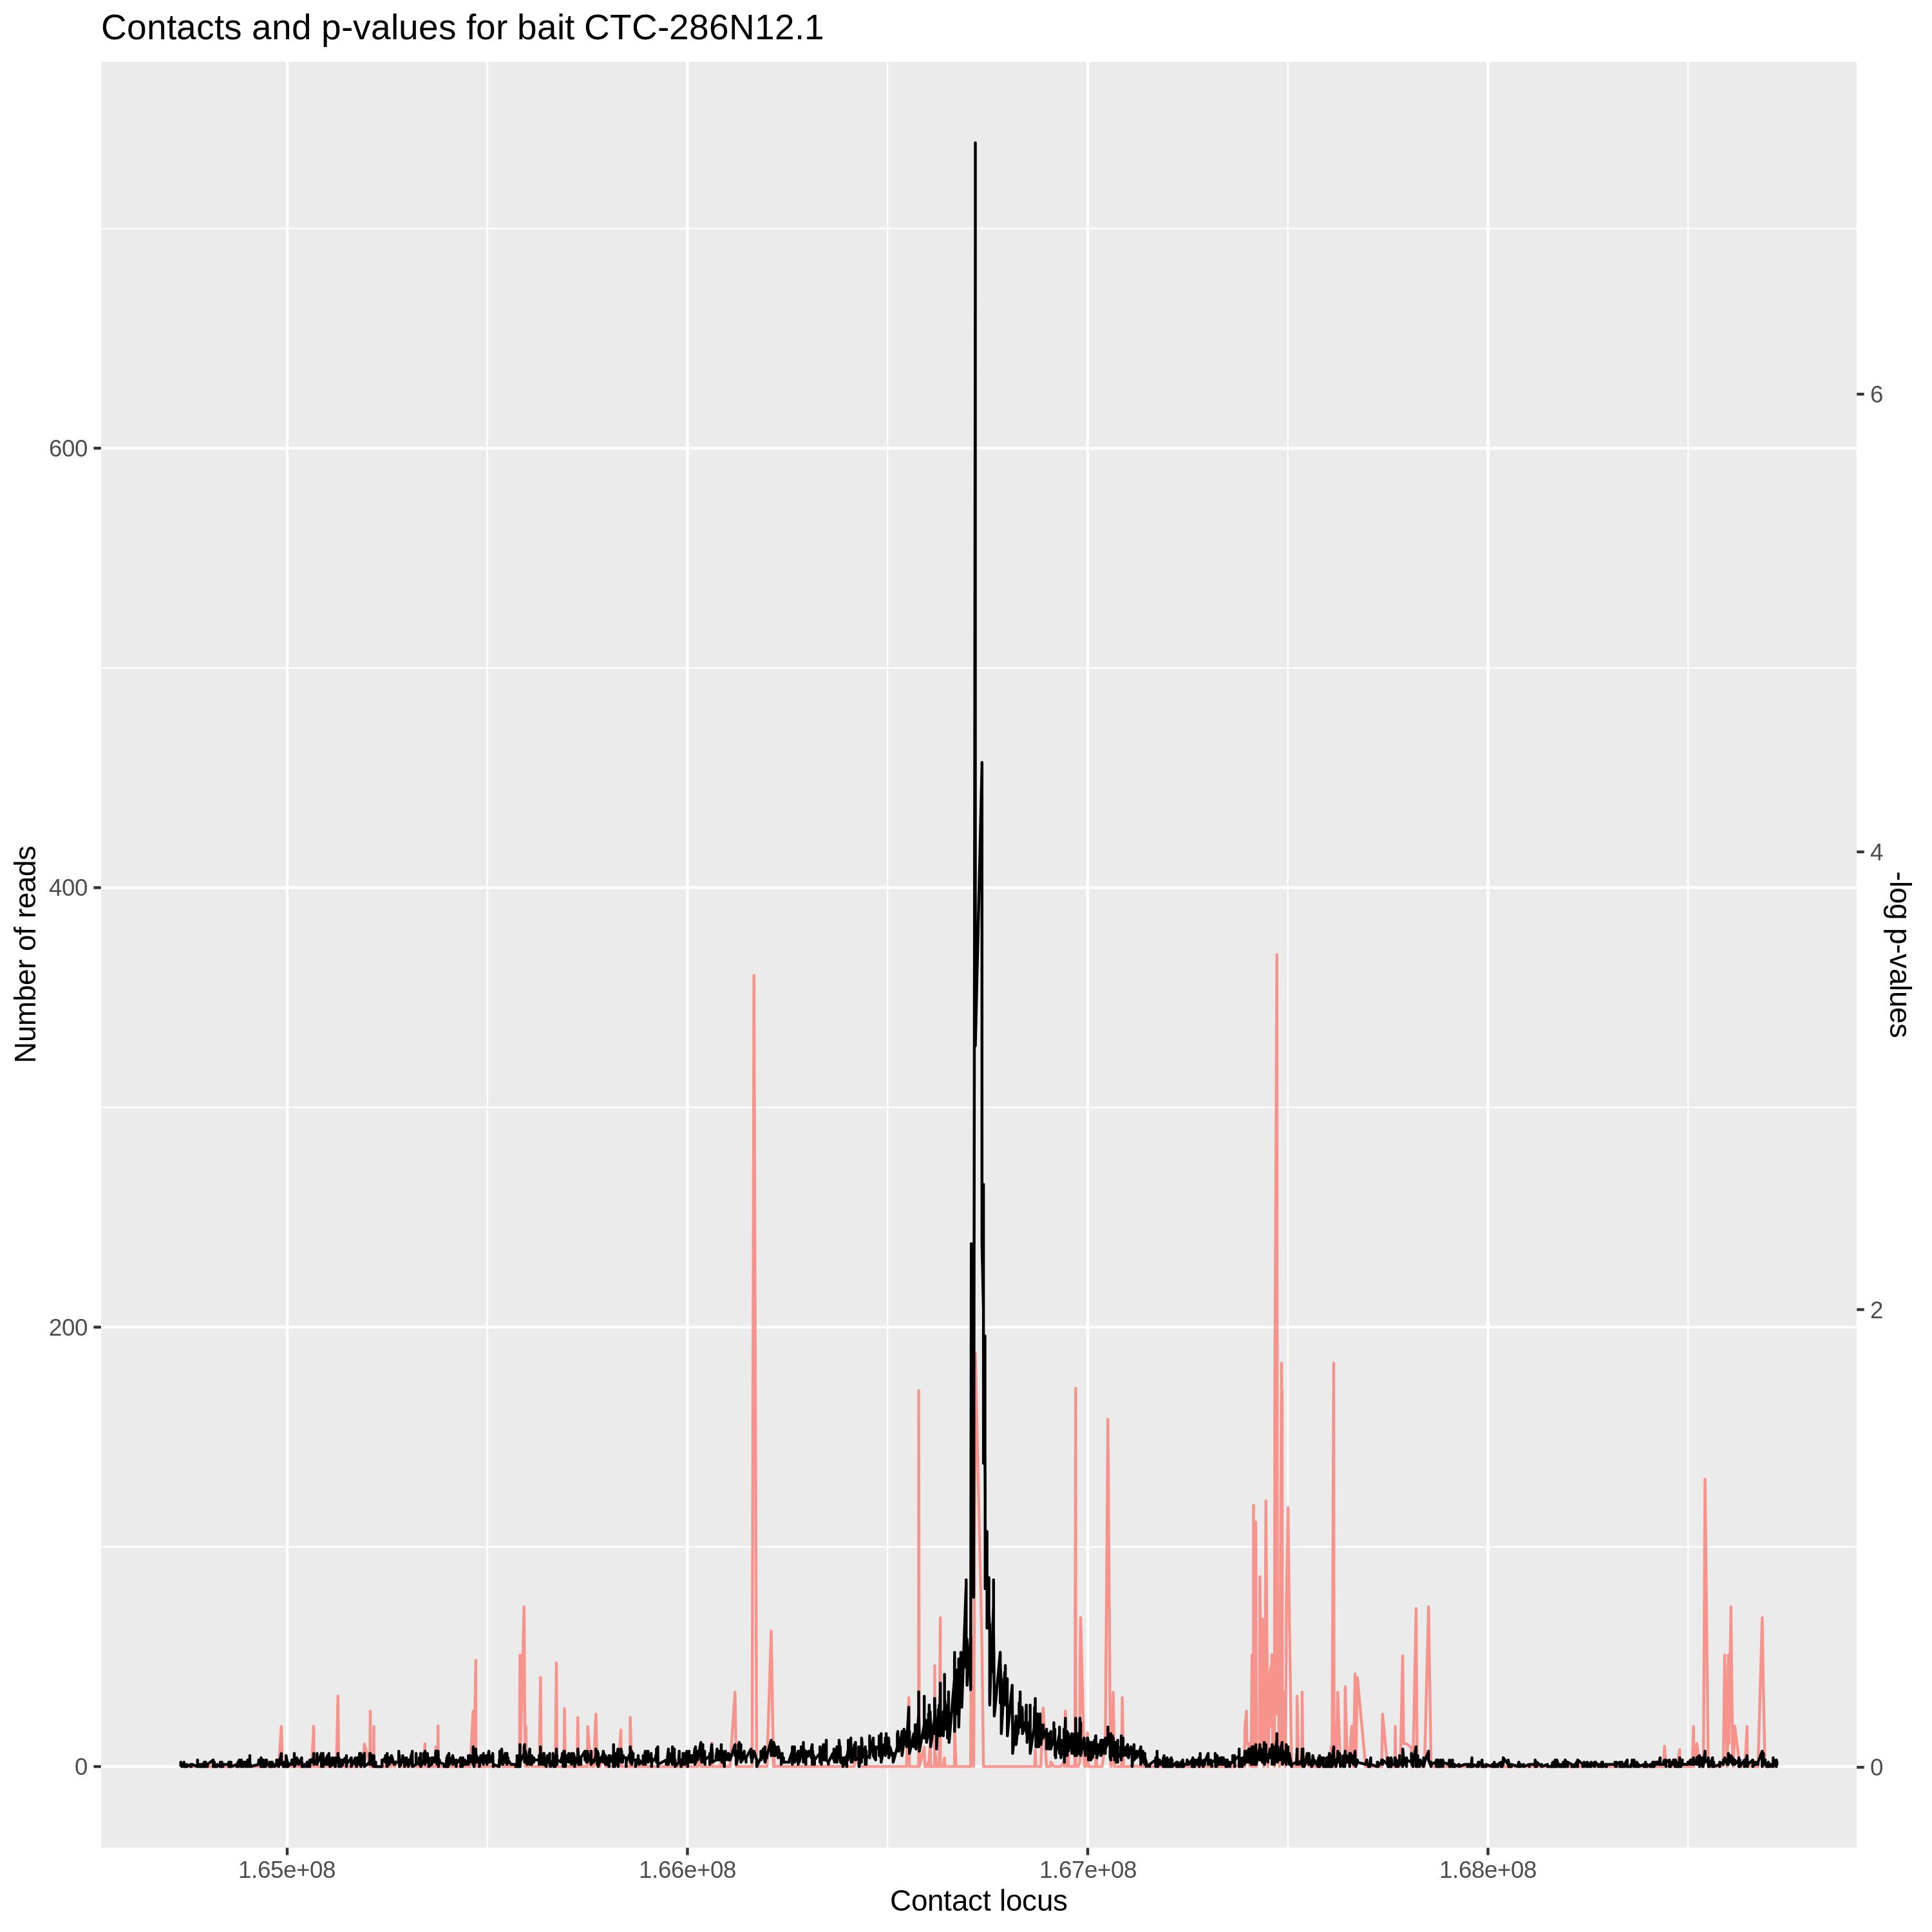 Contacts and p-values for bait CTC-286N12.1
600
400
200
0
6
4
2
0
Number of reads
-log p-values
1.65e+08 1.66e+08 1.67e+08 1.68e+08
Contact locus